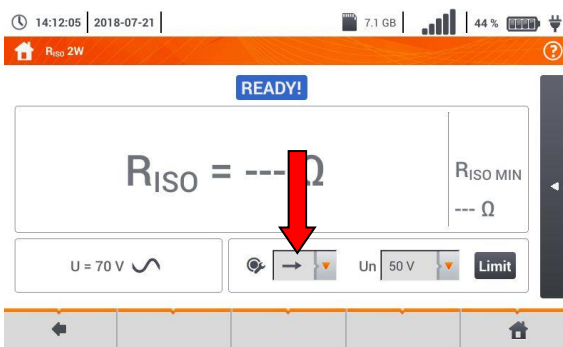 14:12:05 2018-07-21 7.1 GB 44 %
RISO 2W
READY!
RISO = --- Ω
RISO MIN
--- Ω
U = 70 V Un 50 V Limit